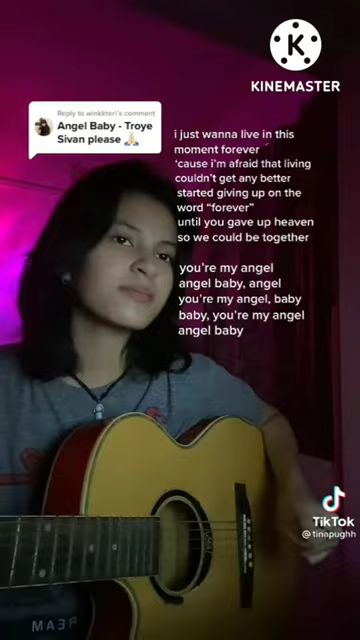 KINEMASTER
Reply to winkkter's comment
Angel Baby - Troye
Sivan please 🙏🏻
i just wanna live in this
moment forever
‘cause i’m afraid that living
couldn’t get any better
started giving up on the
word “forever”
until you gave up heaven
so we could be together
you’re my angel
angel baby, angel
you’re my angel, baby
baby, you're my angel
angel baby
TikTok
@tinapughh